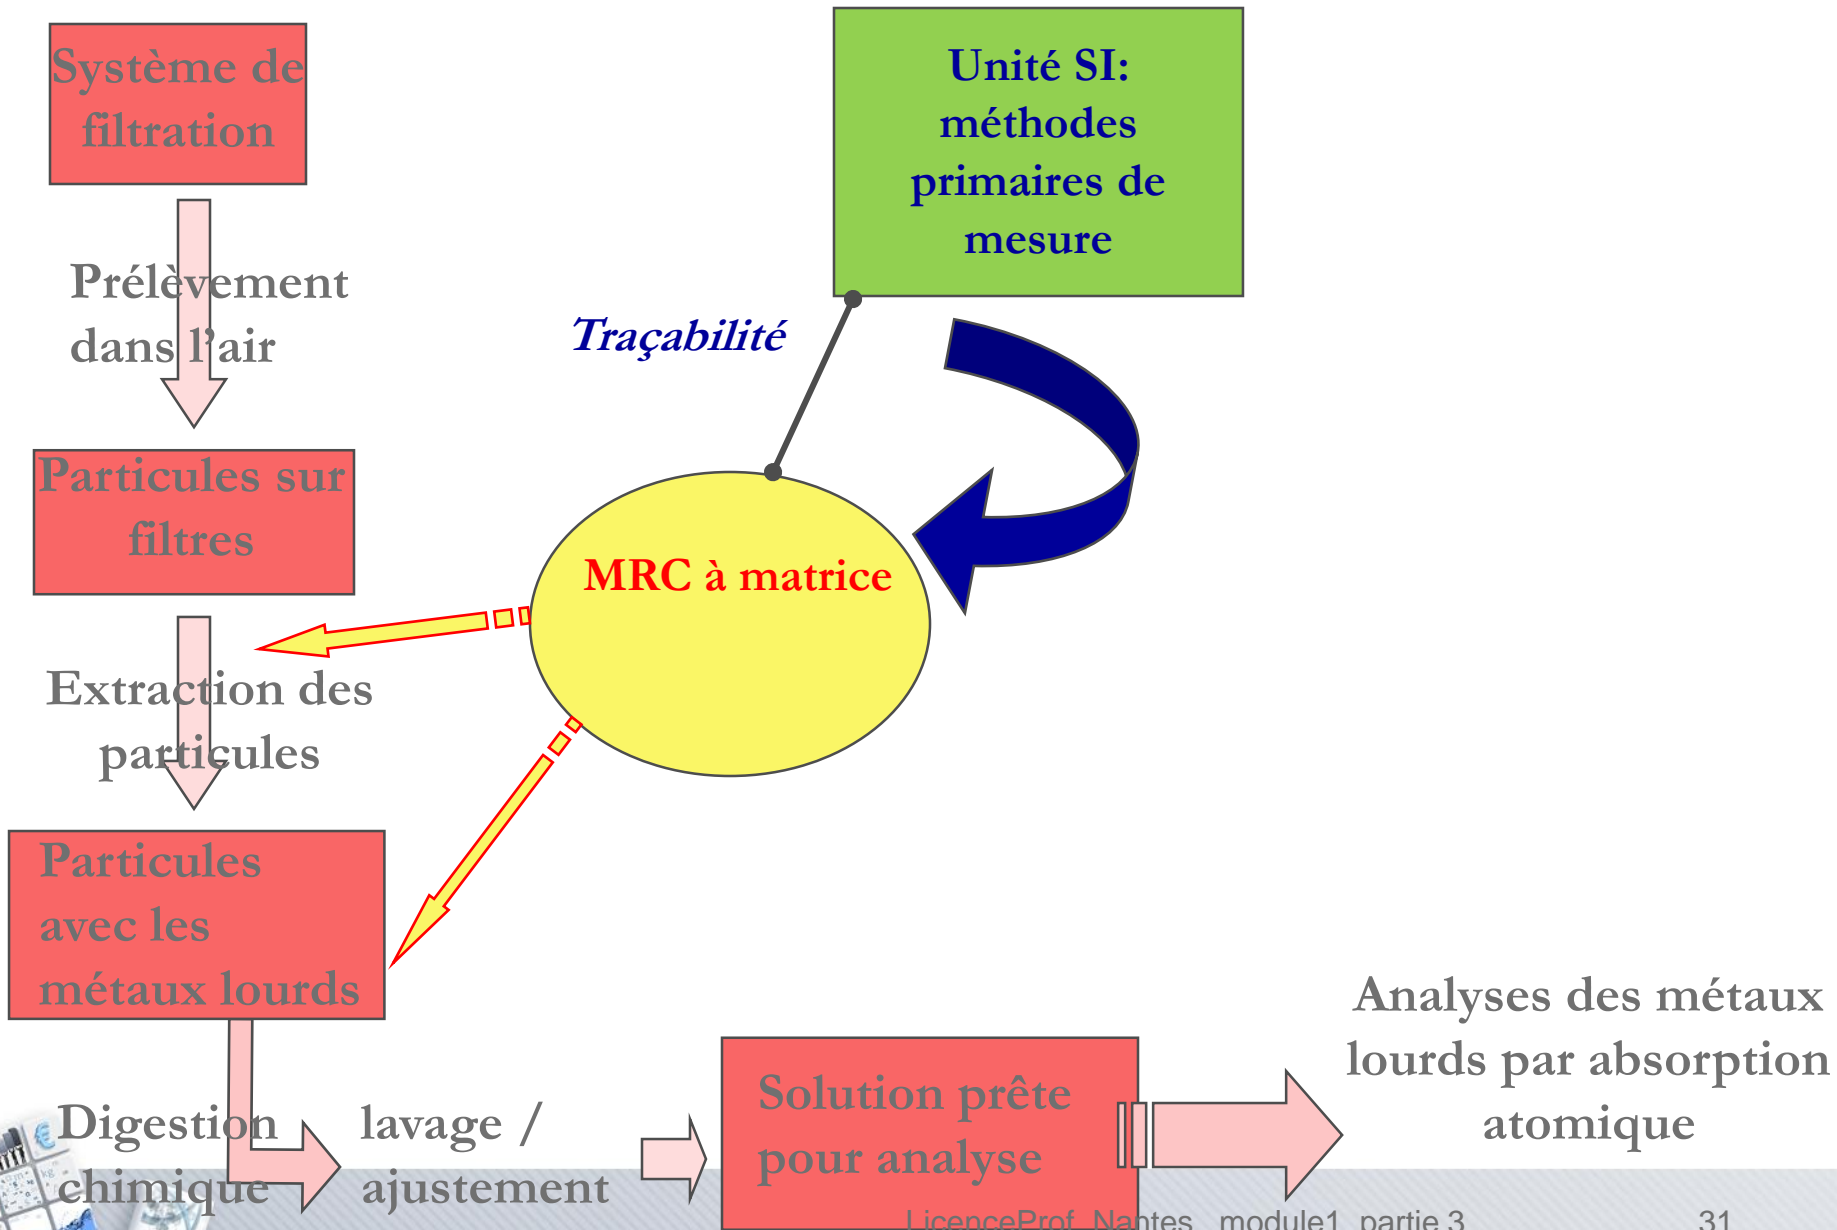 Système de
filtration
Unité SI:
méthodes
primaires de
mesure
Prélèvement
dans l’air
Traçabilité
Particules sur
filtres
MRC à matrice
Extraction des
particules
Particules
avec les
métaux lourds
Digestion
chimique
lavage /
ajustement
Solution prête
pour analyse
Analyses des métaux
lourds par absorption
atomique
LicenceProf_Nantes_ module1_partie 3
31